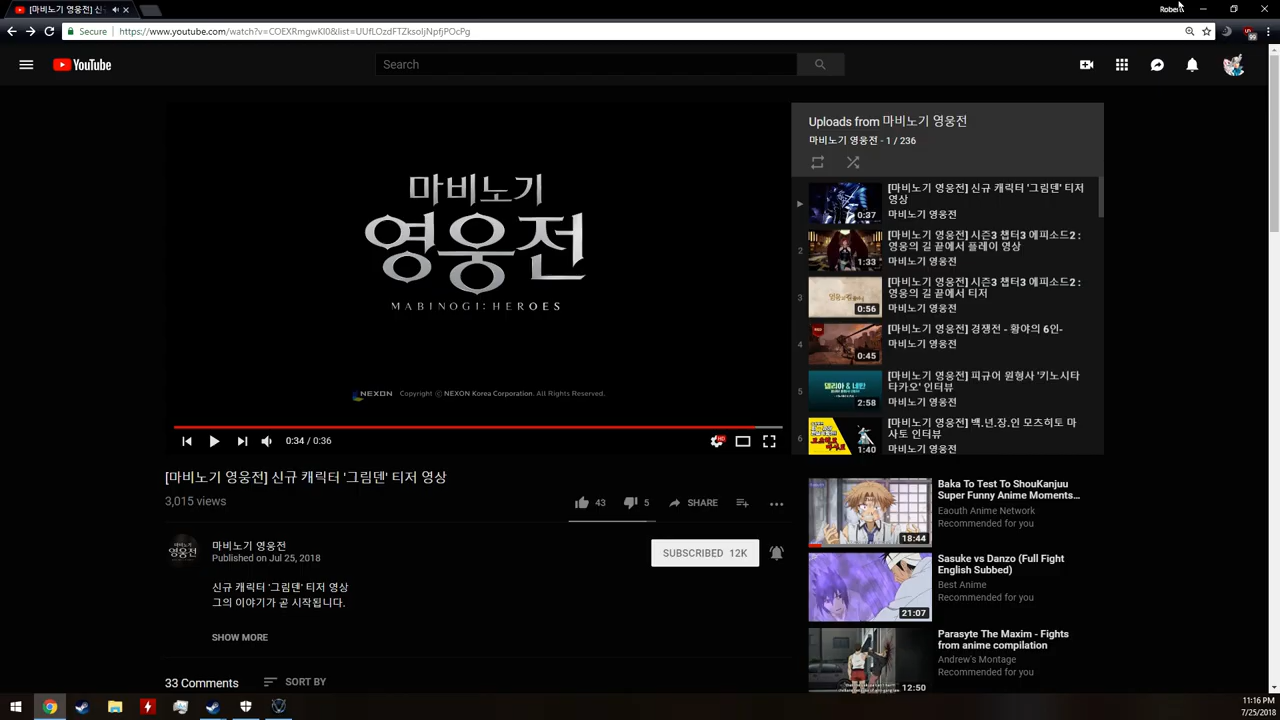 [마비노기 영웅전] 신
Robert
Secure
https://www.youtube.com/watch?v=COEXRmgwKl0&list=UUfLOzdFTZksoIjNpfjPOcPg
YouTube
Search
마비노기
영웅전
MABINOGI:HEROES
NEXON Copyright ⓒ NEXON Korea Corporation. All Rights Reserved.
0:34 / 0:36
HD
Uploads from 마비노기 영웅전
마비노기 영웅전 - 1 / 236
[마비노기 영웅전] 신규 캐릭터 '그림덴' 티저
영상
마비노기 영웅전
0:37
2
[마비노기 영웅전] 시즌3 챕터3 에피소드2 :
영웅의 길 끝에서 플레이 영상
마비노기 영웅전
1:33
3
[마비노기 영웅전] 시즌3 챕터3 에피소드2 :
영웅의 길 끝에서 티저
마비노기 영웅전
0:56
4
[마비노기 영웅전] 경쟁전 - 황야의 6인-
마비노기 영웅전
0:45
5
델리아 & 네반
[마비노기 영웅전] 피규어 원형사 '키노시타
타카오' 인터뷰
마비노기 영웅전
2:58
6
[마비노기 영웅전] 백.년.장.인 모츠히토 마
사토 인터뷰
마비노기 영웅전
1:40
[마비노기 영웅전] 신규 캐릭터 '그림덴' 티저 영상
3,015 views
43
5
SHARE
마비노기 영웅전
Published on Jul 25, 2018
SUBSCRIBED 12K
신규 캐릭터 '그림덴' 티저 영상
그의 이야기가 곧 시작됩니다.
SHOW MORE
33 Comments
SORT BY
Baka To Test To ShouKanjuu
Super Funny Anime Moments...
Eaouth Anime Network
Recommended for you
18:44
Sasuke vs Danzo (Full Fight
English Subbed)
Best Anime
Recommended for you
21:07
Parasyte The Maxim - Fights
from anime compilation
Andrew's Montage
Recommended for you
12:50
11:16 PM
7/25/2018